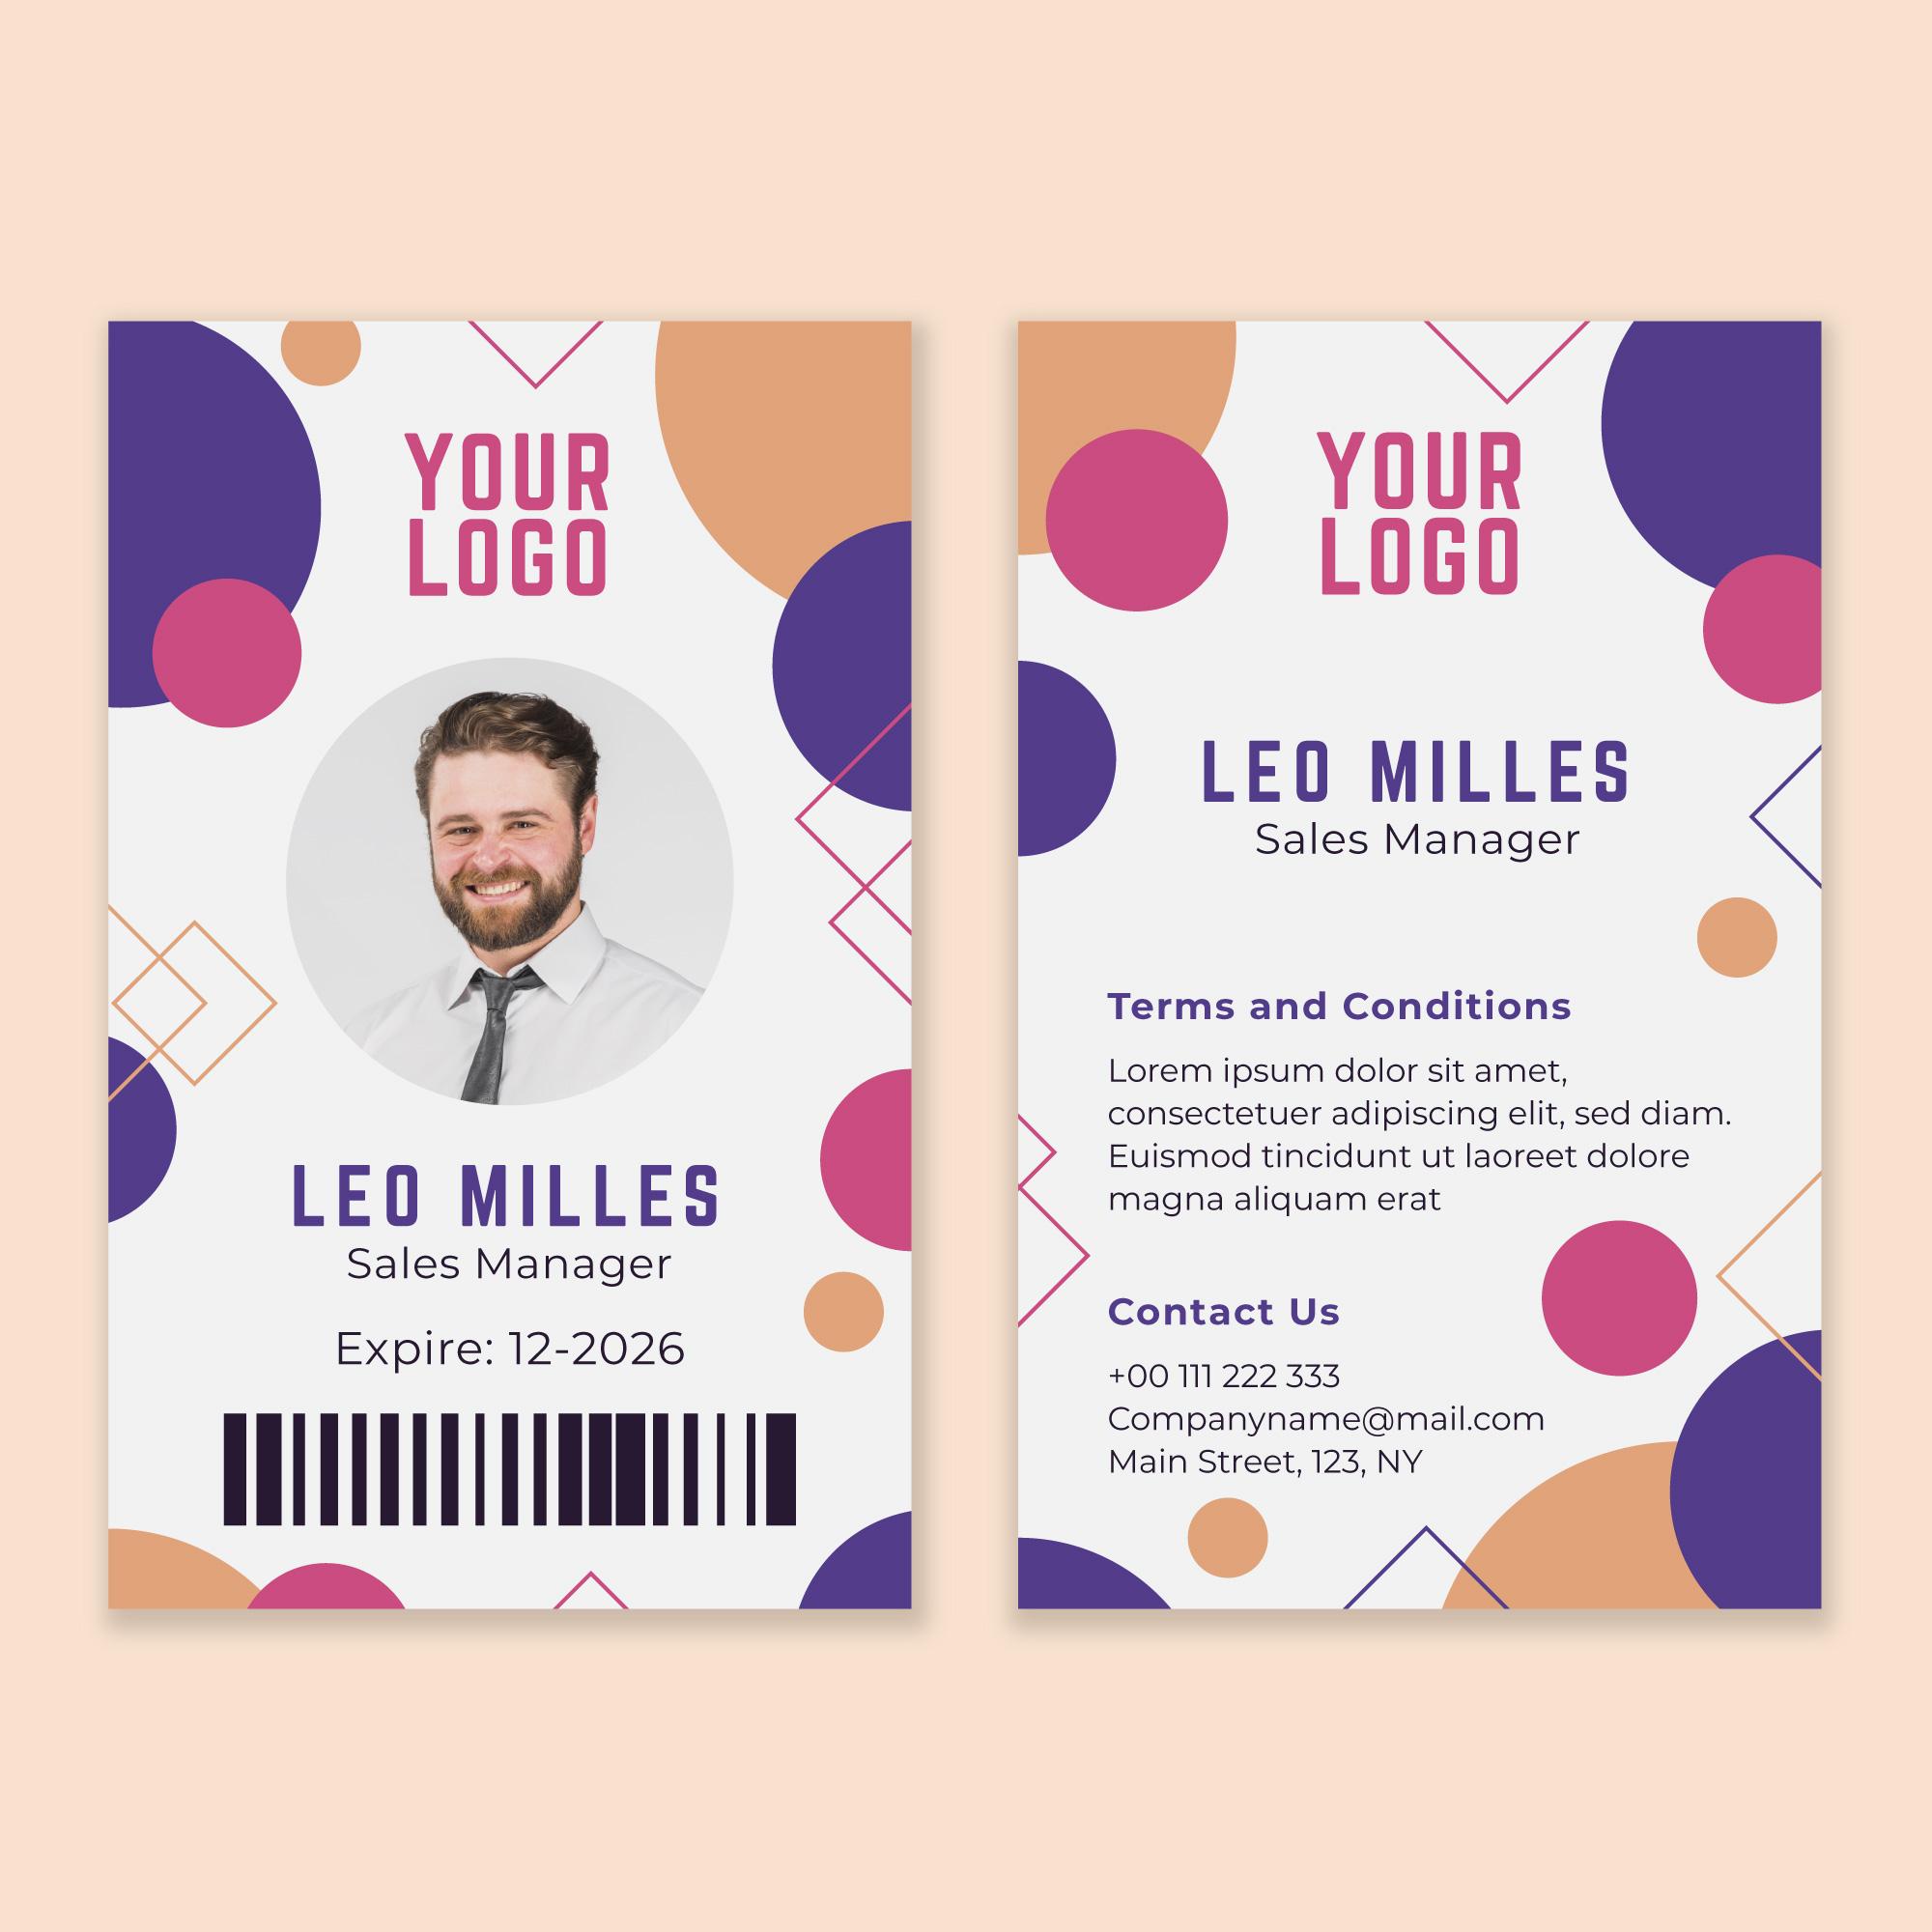 YOUR
LOGO
LEO MILLES
Sales Manager
Expire: 12-2026
YOUR
LOGO
LEO MILLES
Sales Manager
Terms and Conditions
Lorem ipsum dolor sit amet,
consectetuer adipiscing elit, sed diam.
Euismod tincidunt ut laoreet dolore
magna aliquam erat
Contact Us
+00 111 222 333
Companyname@mail.com
Main Street, 123, NY